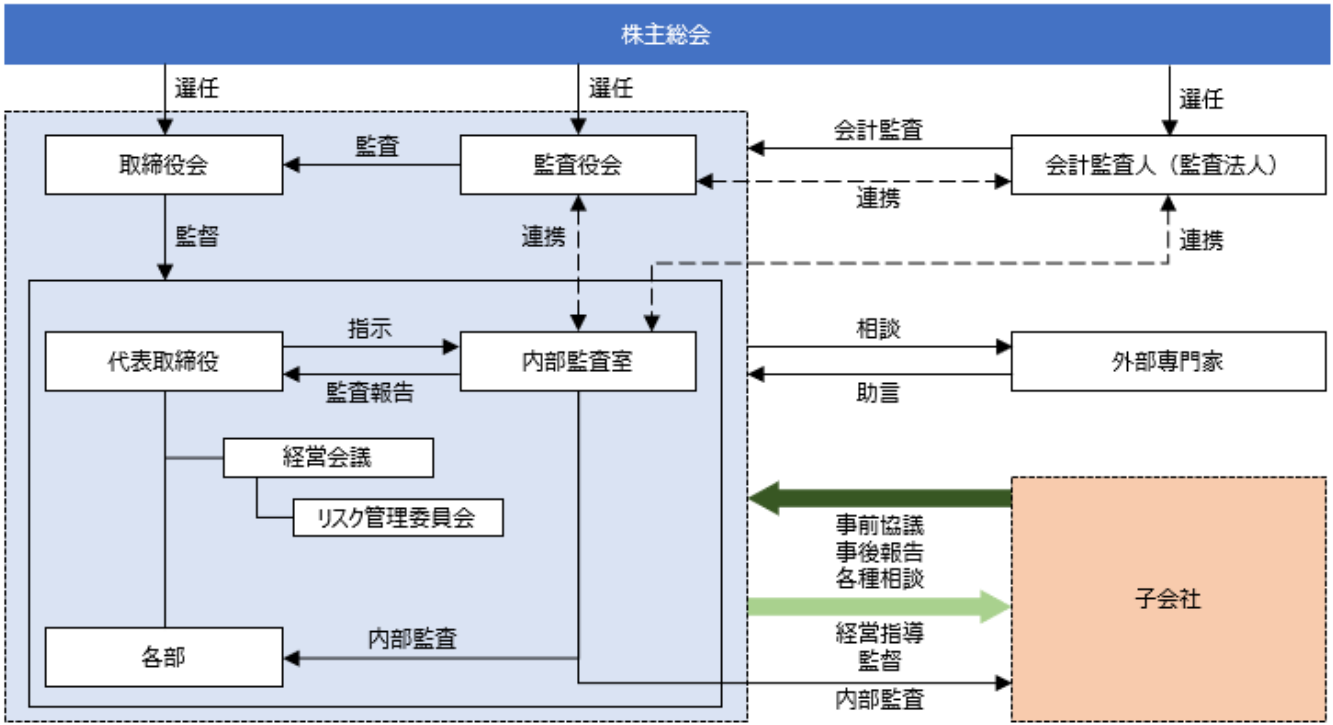 株主総会
選任
選任
選任
取締役会
監査
監査役会
会計監査
連携
会計監査人（監査法人）
監督
連携
連携
代表取締役
指示
監査報告
内部監査室
相談
助言
外部専門家
経営会議
リスク管理委員会
事前協議
事後報告
各種相談
子会社
経営指導
監督
内部監査
各部
内部監査